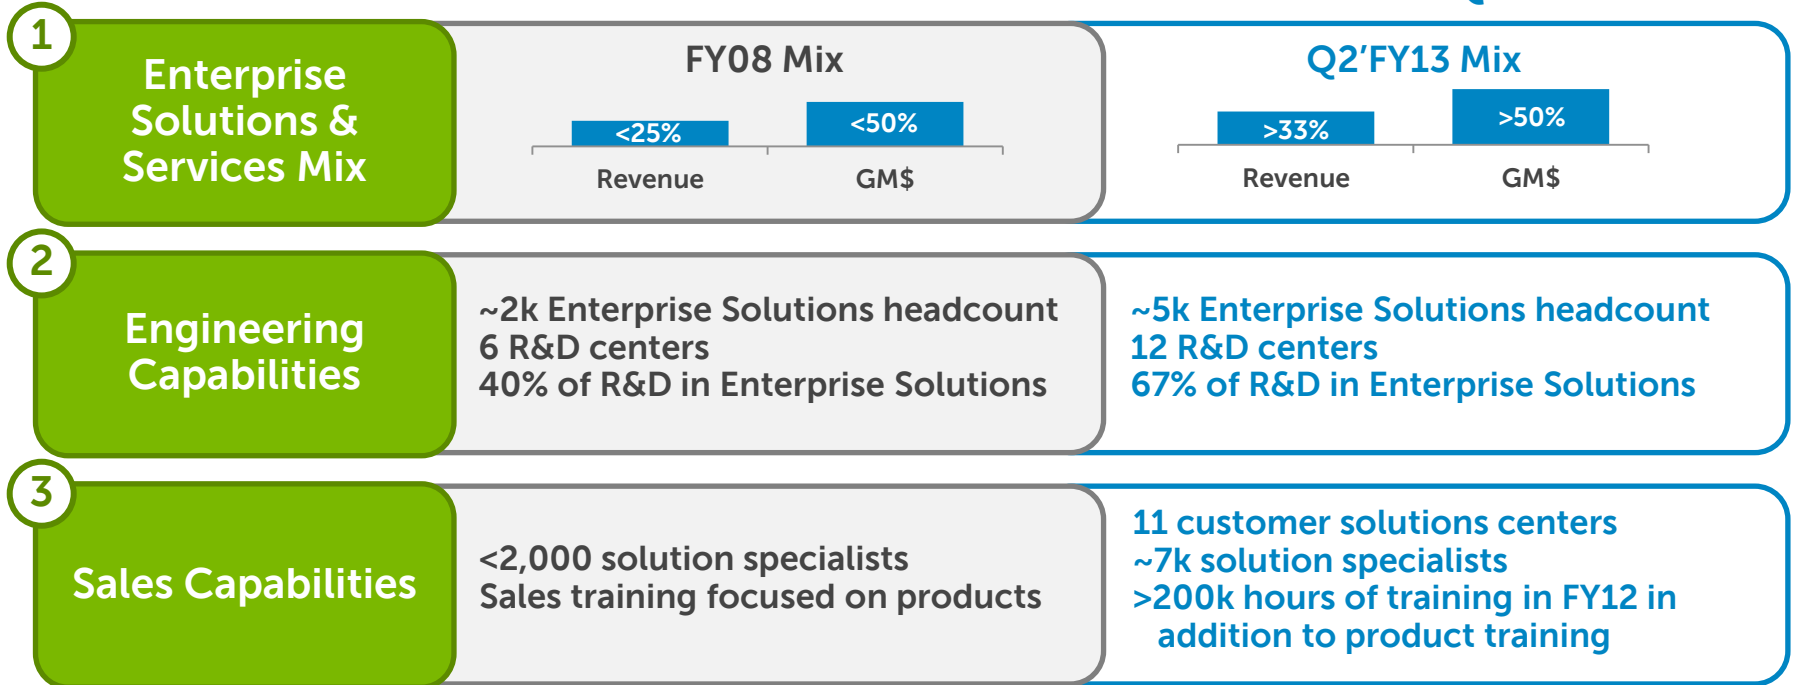 1
Enterprise
Solutions &
Services Mix
FY08 Mix
<25%
<50%
Revenue
GM$
Q2’FY13 Mix
>33%
>50%
Revenue
GM$
2
Engineering
Capabilities
~2k Enterprise Solutions headcount
6 R&D centers
40% of R&D in Enterprise Solutions
~5k Enterprise Solutions headcount
12 R&D centers
67% of R&D in Enterprise Solutions
3
Sales Capabilities
<2,000 solution specialists
Sales training focused on products
11 customer solutions centers
~7k solution specialists
>200k hours of training in FY12 in
addition to product training